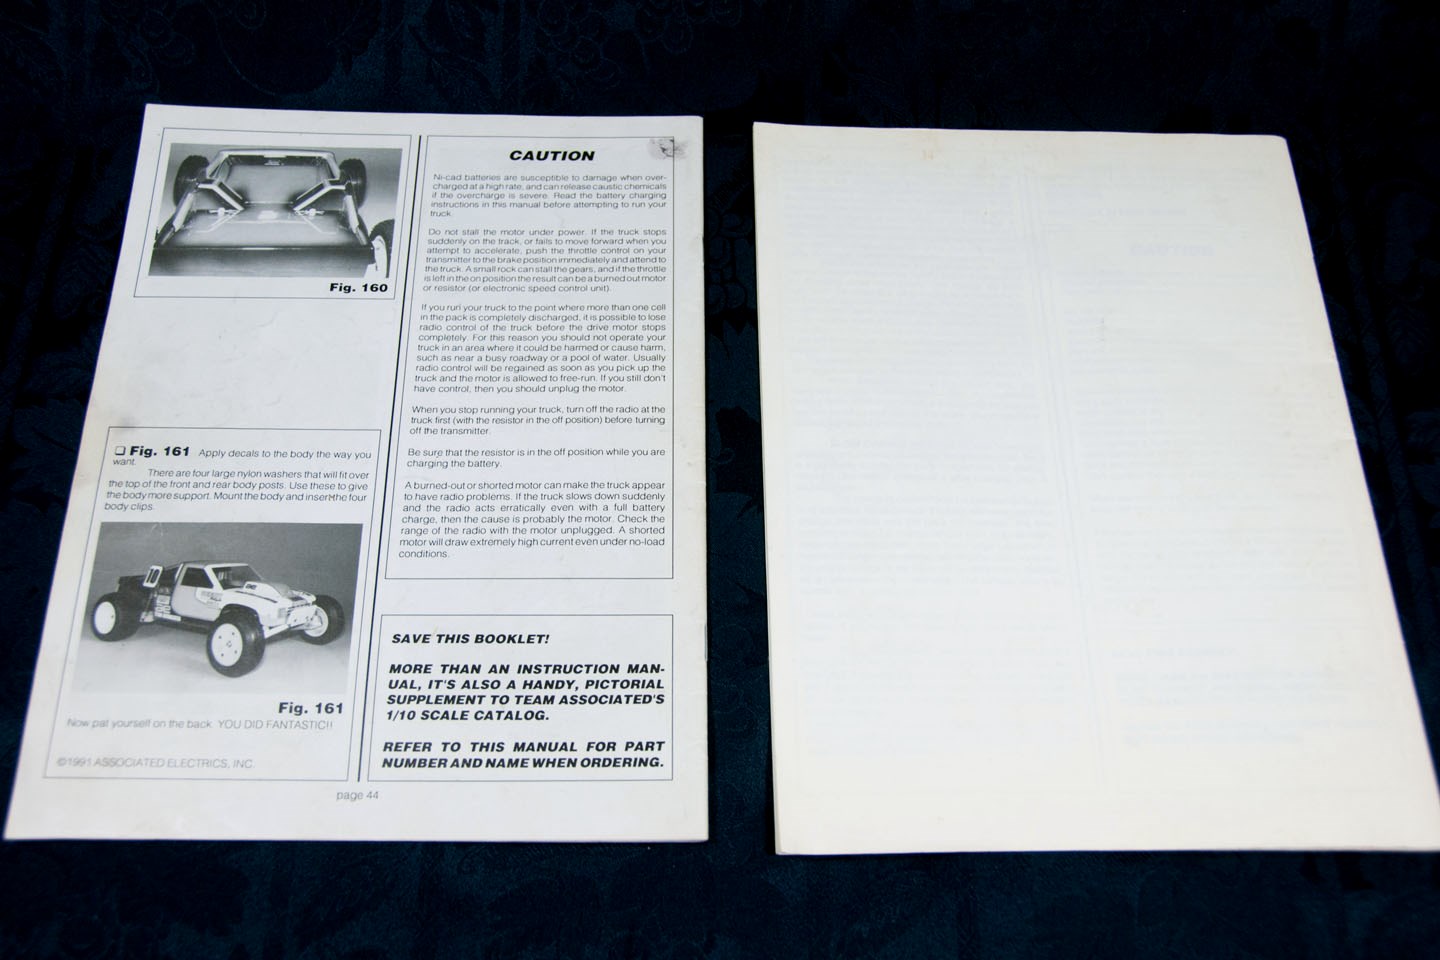 Fig. 160
❏ Fig. 161 Apply decals to the body the way you
want.
There are four large nylon washers that will fit over
the top of the front and rear body posts. Use these to give
the body more support. Mount the body and insert the four
body clips.
10
Fig. 161
Now pat yourself on the back. YOU DID FANTASTIC!!
©1991 ASSOCIATED ELECTRICS, INC.
CAUTION
Ni-cad batteries are susceptible to damage when over-
charged at a high rate, and can release caustic chemicals
if the overcharge is severe. Read the battery charging
instructions in this manual before attempting to run your
truck.
Do not stall the motor under power. If the truck stops
suddenly on the track, or fails to move forward when you
attempt to accelerate, push the throttle control on your
transmitter to the brake position immediately and attend to
the truck. A small rock can stall the gears, and if the throttle
is left in the on position the result can be a burned out motor
or resistor (or electronic speed control unit).
If you run your truck to the point where more than one cell
in the pack is completely discharged, it is possible to lose
radio control of the truck before the drive motor stops
completely. For this reason you should not operate your
truck in an area where it could be harmed or cause harm,
such as near a busy roadway or a pool of water. Usually
radio control will be regained as soon as you pick up the
truck and the motor is allowed to free-run. If you still don't
have control, then you should unplug the motor.
When you stop running your truck, turn off the radio at the
truck first (with the resistor in the off position) before turning
off the transmitter.
Be sure that the resistor is in the off position while you are
charging the battery.
A burned-out or shorted motor can make the truck appear
to have radio problems. If the truck slows down suddenly
and the radio acts erratically even with a full battery
charge, then the cause is probably the motor. Check the
range of the radio with the motor unplugged. A shorted
motor will draw extremely high current even under no-load
conditions.
SAVE THIS BOOKLET!
MORE THAN AN INSTRUCTION MAN-
UAL, IT'S ALSO A HANDY, PICTORIAL
SUPPLEMENT TO TEAM ASSOCIATED'S
1/10 SCALE CATALOG.
REFER TO THIS MANUAL FOR PART
NUMBER AND NAME WHEN ORDERING.
page 44